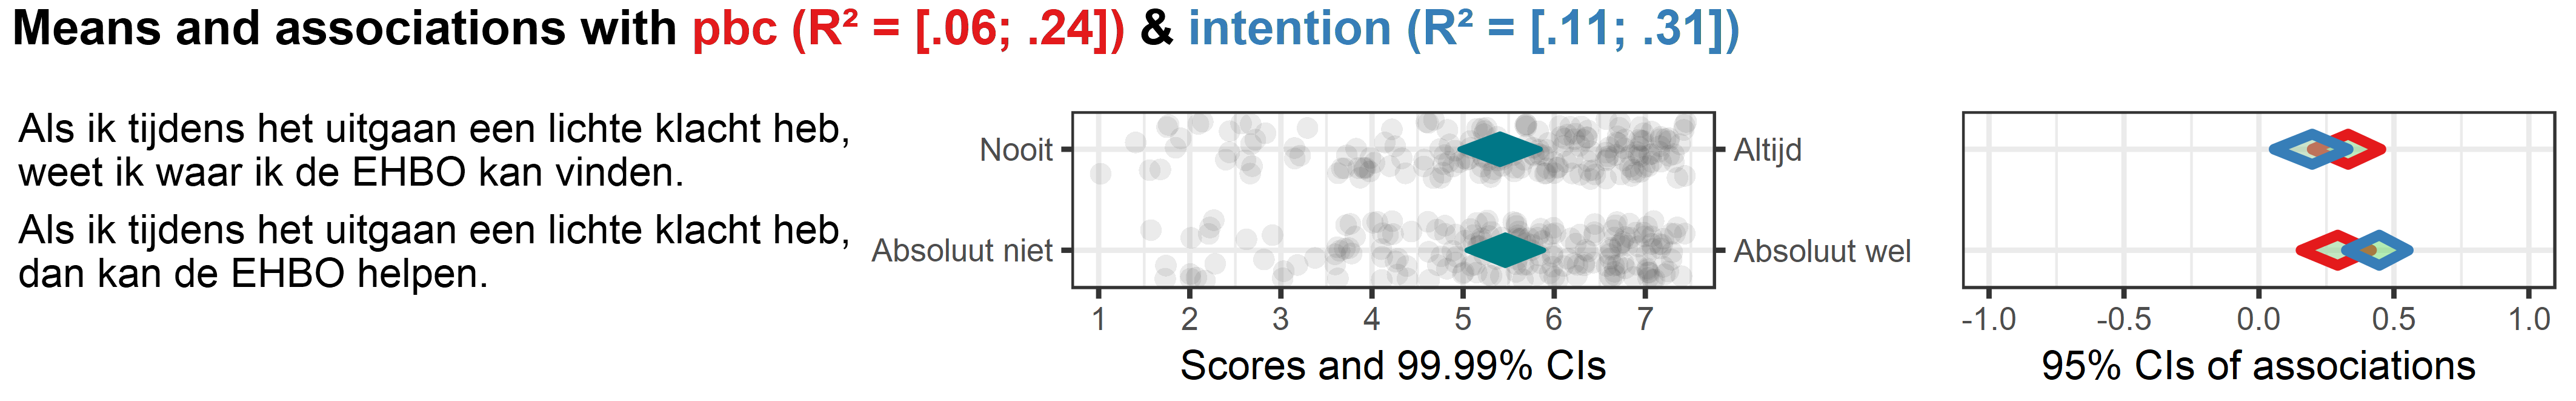 Means and associations with pbc (R² = [.06; .24]) & intention (R² = [.11; .31])
Als ik tijdens het uitgaan een lichte klacht heb,
weet ik waar ik de EHBO kan vinden.
Nooit
Altijd
Als ik tijdens het uitgaan een lichte klacht heb,
dan kan de EHBO helpen.
Absoluut niet
Absoluut wel
1 2 3 4 5 6 7
Scores and 99.99% CIs
-1.0 -0.5 0.0 0.5 1.0
95% CIs of associations